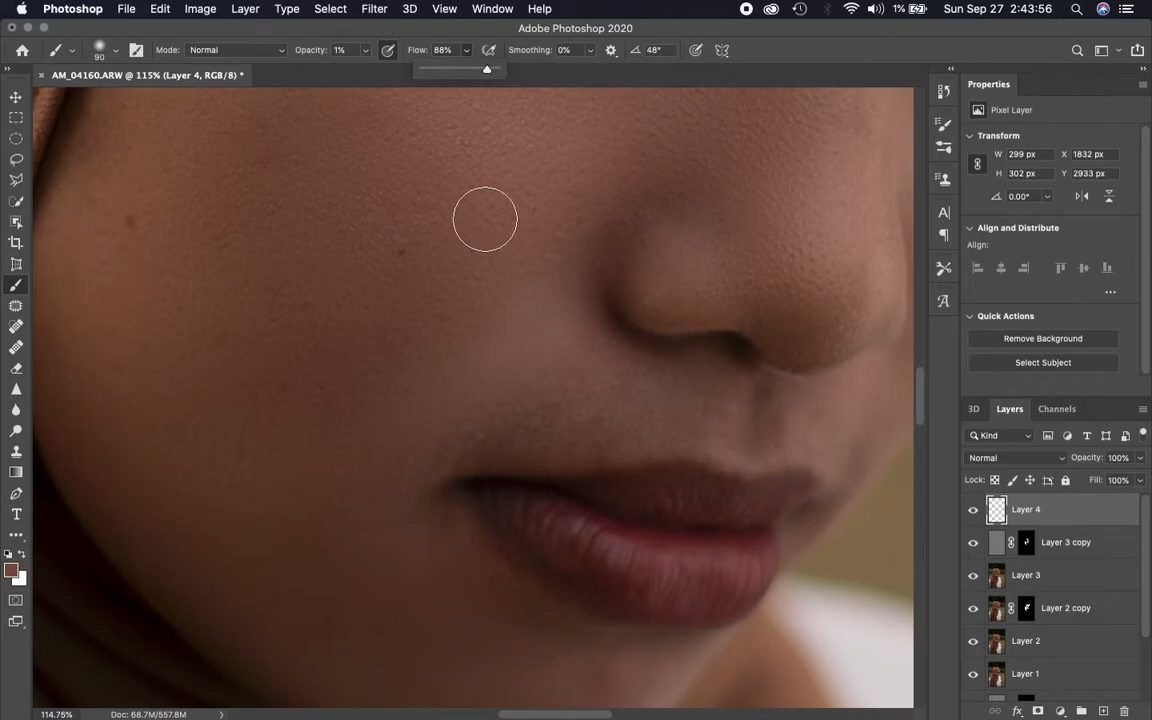 Photoshop File Edit Image Layer Type Select Filter 3D View Window Help 1% Sun Sep 27 2:43:56
Adobe Photoshop 2020
90 Mode: Normal Opacity: 1% Flow: 88% Smoothing: 0% 48°
× AM_04160.ARW @ 115% (Layer 4, RGB/8) *
Properties
Pixel Layer
Transform
W 299 px X 1832 px
H 302 px Y 2933 px
0.00°
Align and Distribute
Align:
Quick Actions
Remove Background
Select Subject
3D Layers Channels
Kind
Normal Opacity: 100%
Lock: Fill: 100%
Layer 4
Layer 3 copy
Layer 3
Layer 2 copy
Layer 2
Layer 1
114.75% Doc: 68.7M/557.8M